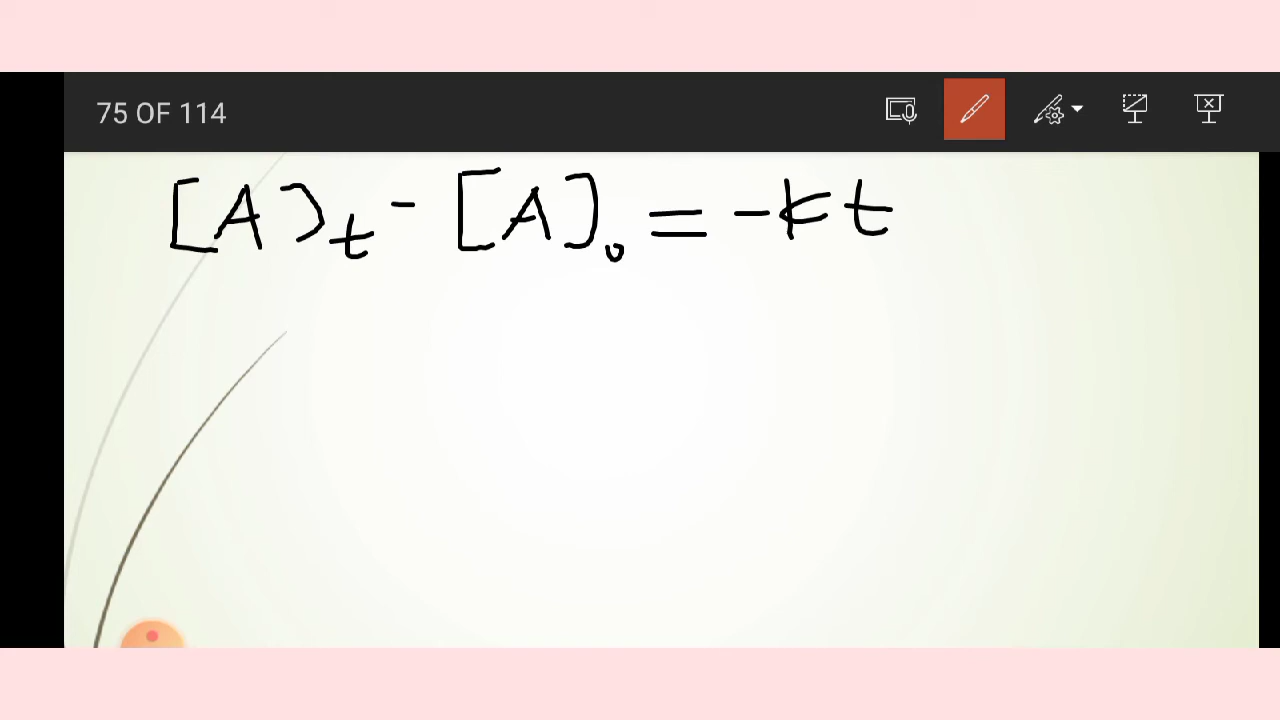 75 OF 114
[A)t - [A]₀ = -kt